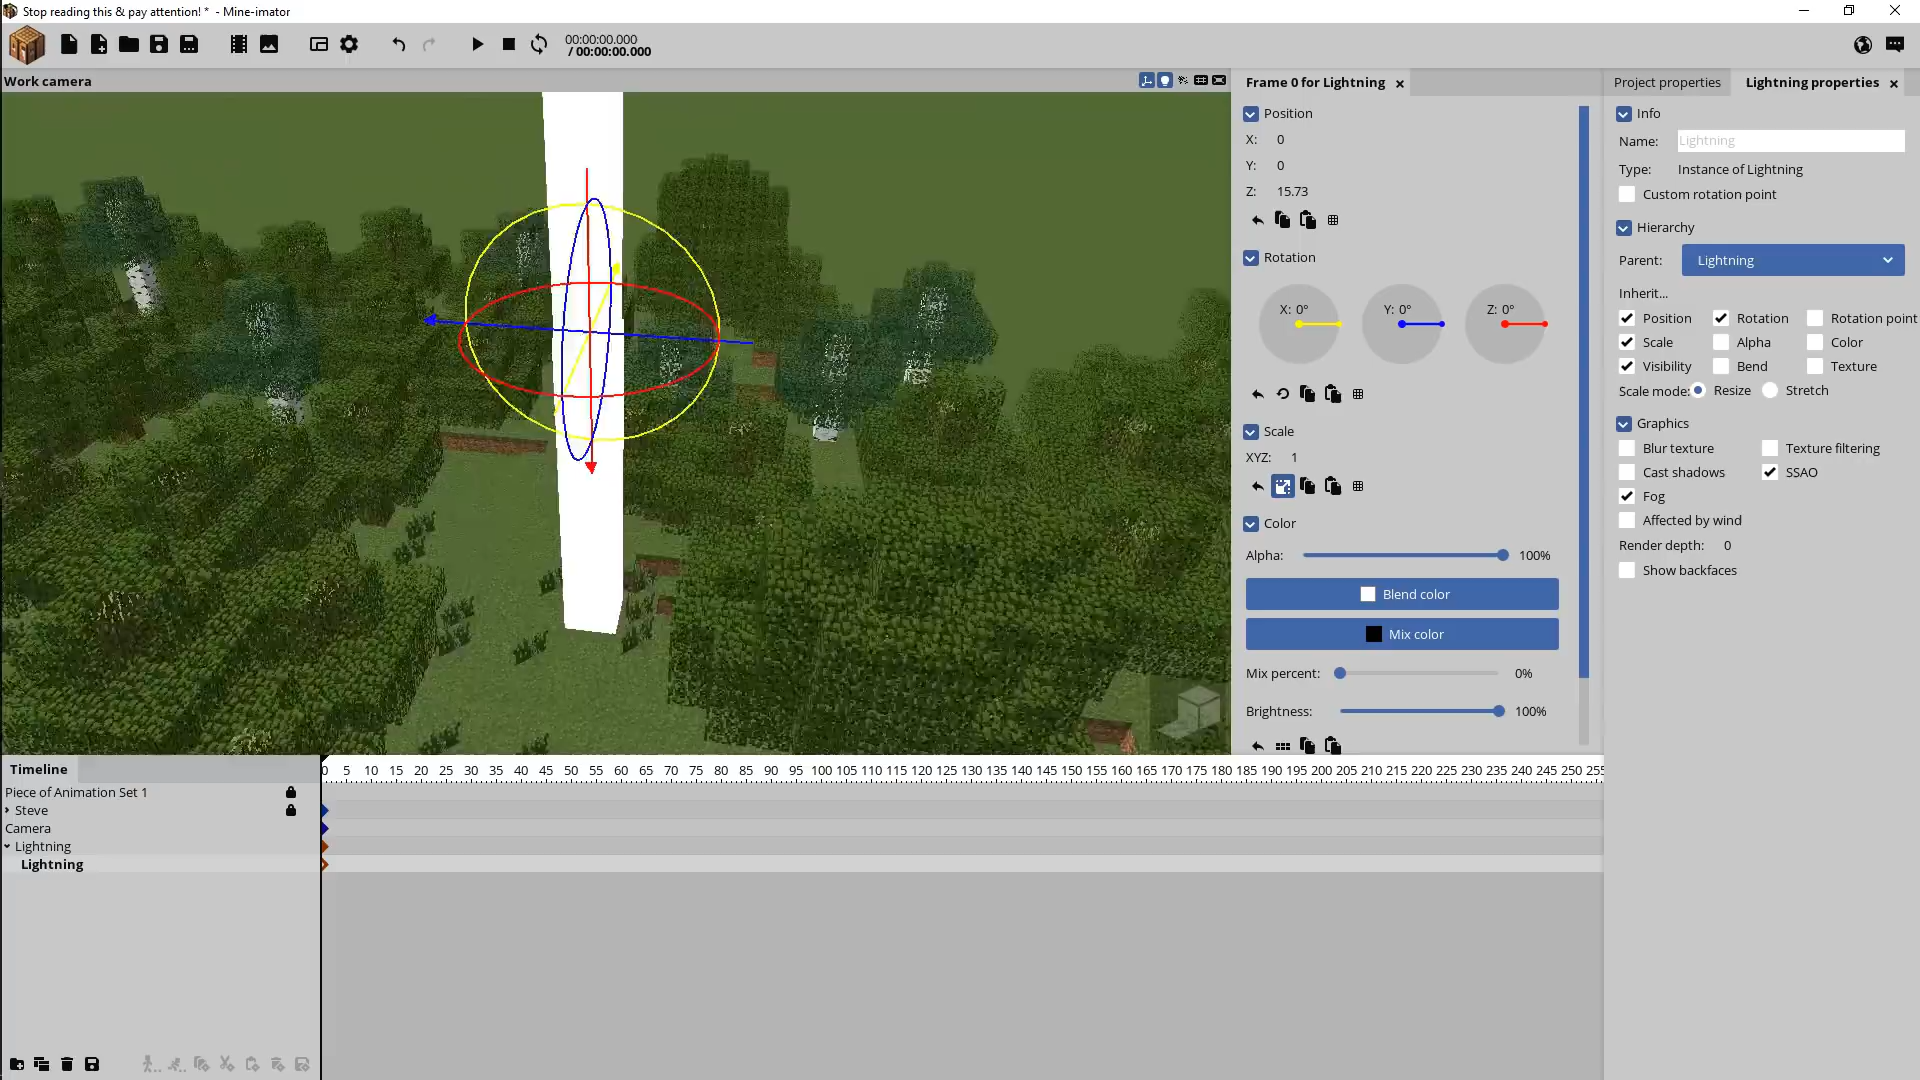 Stop reading this & pay attention! * - Mine-imator
00:00:00.000
/ 00:00:00.000
Work camera
Frame 0 for Lightning
Position
X: 0
Y: 0
Z: 15.73
Rotation
X: 0° Y: 0° Z: 0°
Scale
XYZ: 1
Color
Alpha: 100%
Blend color
Mix color
Mix percent: 0%
Brightness: 100%
Project properties Lightning properties
Info
Name: Lightning
Type: Instance of Lightning
Custom rotation point
Hierarchy
Parent: Lightning
Inherit...
Position Rotation Rotation point
Scale Alpha Color
Visibility Bend Texture
Scale mode: Resize Stretch
Graphics
Blur texture Texture filtering
Cast shadows SSAO
Fog
Affected by wind
Render depth: 0
Show backfaces
Timeline
0 5 10 15 20 25 30 35 40 45 50 55 60 65 70 75 80 85 90 95 100 105 110 115 120 125 130 135 140 145 150 155 160 165 170 175 180 185 190 195 200 205 210 215 220 225 230 235 240 245 250 255
Piece of Animation Set 1
Steve
Camera
Lightning
Lightning